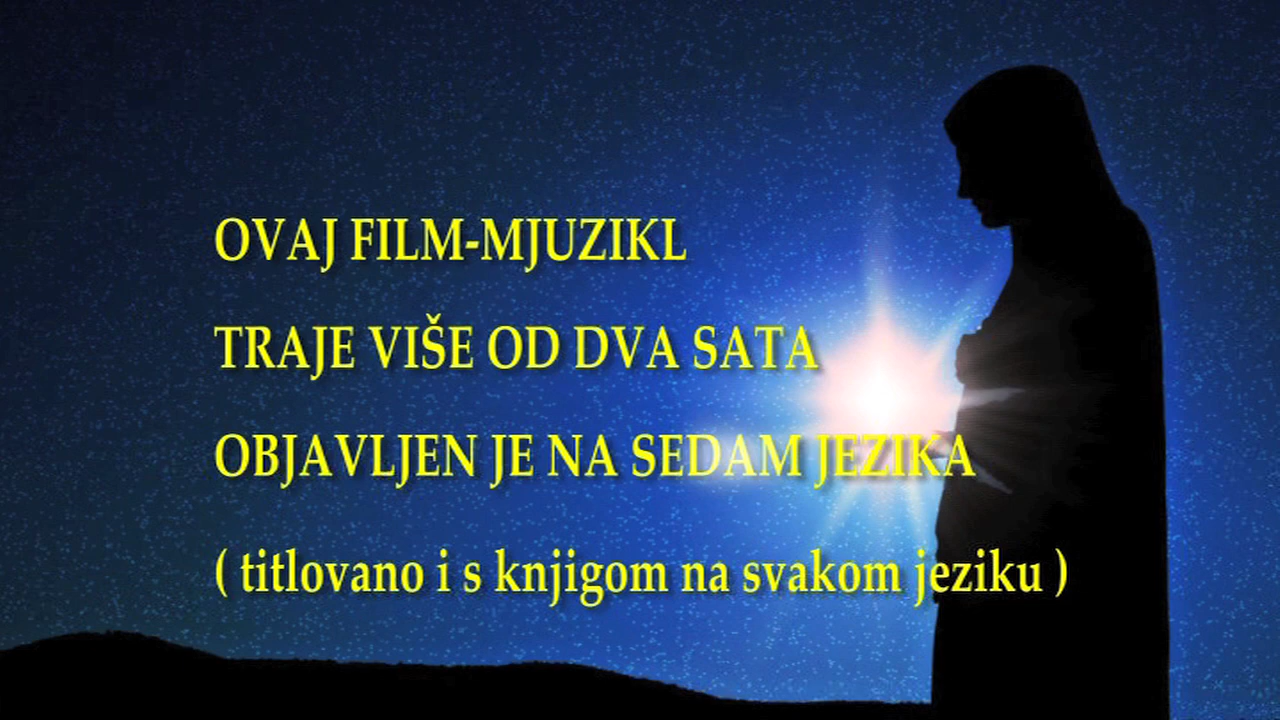 OVAJ FILM-MJUZIKL
TRAJE VIŠE OD DVA SATA
OBJAVLJEN JE NA SEDAM JEZIKA
( titlovano i s knjigom na svakom jeziku )